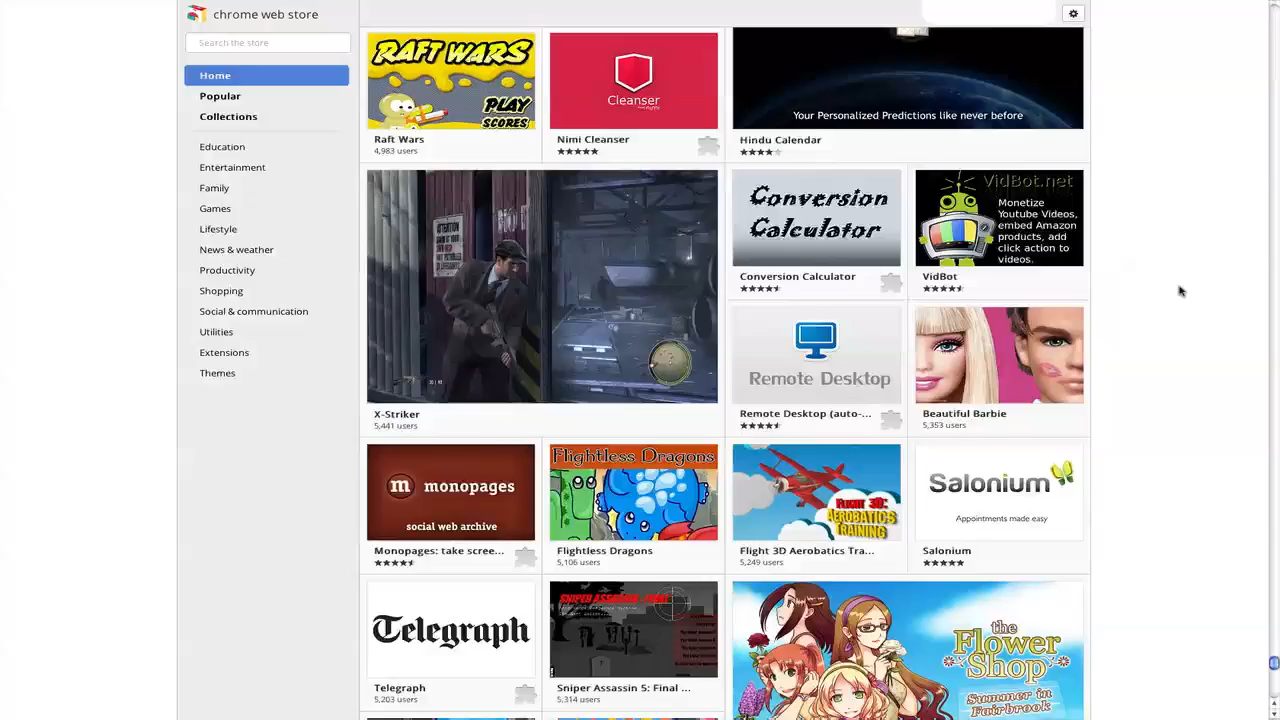 chrome web store
Search the store
Home
Popular
Collections
Education
Entertainment
Family
Games
Lifestyle
News & weather
Productivity
Shopping
Social & communication
Utilities
Extensions
Themes
RAFT WARS
PLAY
SCORES
Raft Wars
4,983 users
Cleanser
Nimi Cleanser
Your Personalized Predictions like never before
Hindu Calendar
ATTENTION
X-Striker
5,441 users
Conversion
Calculator
Conversion Calculator
VidBot.net
Monetize
Youtube Videos,
embed Amazon
products, add
click action to
videos.
VidBot
Remote Desktop
Remote Desktop (auto-...
Beautiful Barbie
5,353 users
m monopages
social web archive
Monopages: take scree...
Flightless Dragons
Flightless Dragons
5,106 users
FLIGHT 3D:
AEROBATICS
TRAINING
Flight 3D Aerobatics Tra...
5,249 users
Salonium
Appointments made easy
Salonium
Telegraph
Telegraph
5,203 users
Sniper Assassin 5: Final ...
5,314 users
the
Flower
Shop
Summer in
Fairbrook